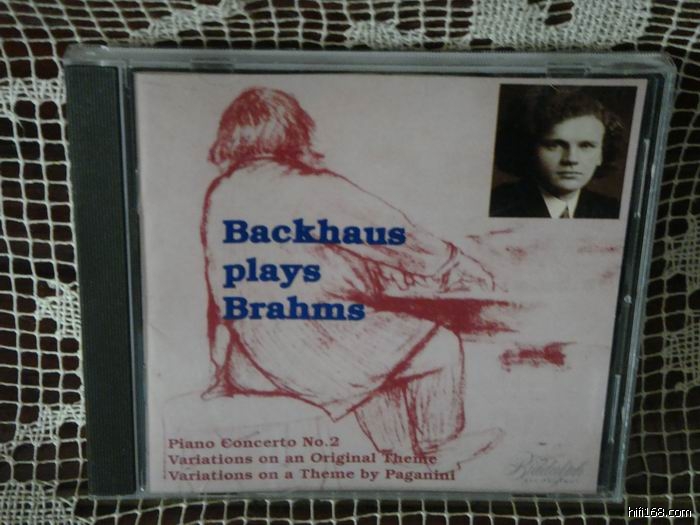 Backhaus
plays
Brahms
Piano Concerto No.2
Variations on an Original Theme
Variations on a Theme by Paganini
hifi168.com